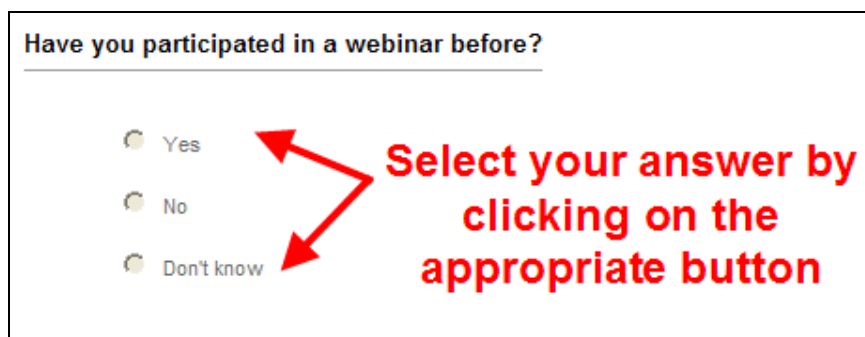 Have you participated in a webinar before?
Yes
No
Don't know
Select your answer by
clicking on the
appropriate button